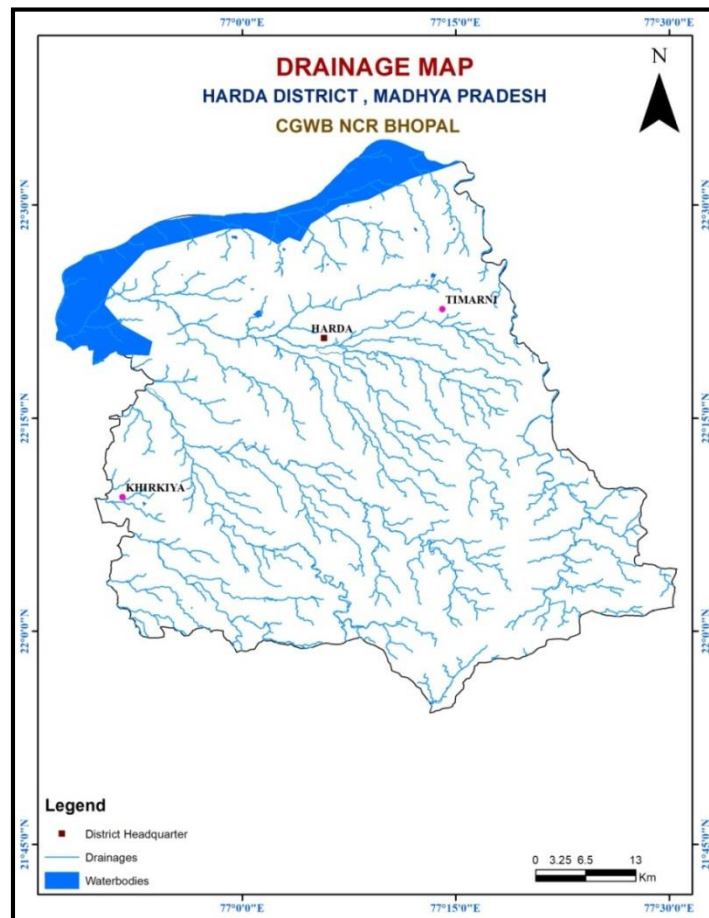 77°0'0"E 77°15'0"E 77°30'0"E
DRAINAGE MAP
HARDA DISTRICT , MADHYA PRADESH
CGWB NCR BHOPAL
N
22°30'0"N 22°30'0"N
TIMARNI
HARDA
22°15'0"N 22°15'0"N
KHIRKIYA
22°0'0"N 22°0'0"N
Legend
District Headquarter
Drainages
Waterbodies
21°45'0"N 21°45'0"N
0 3.25 6.5 13
Km
77°0'0"E 77°15'0"E 77°30'0"E